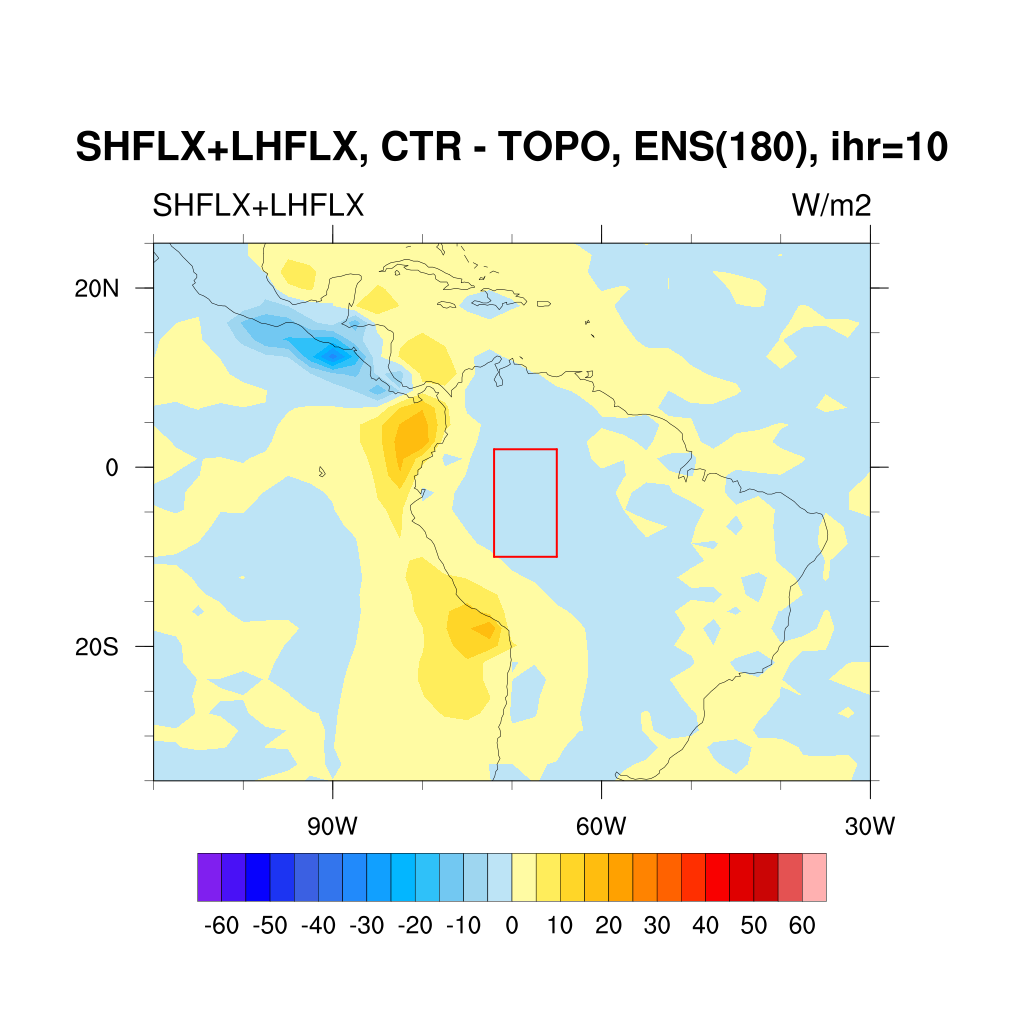 SHFLX+LHFLX, CTR - TOPO, ENS(180), ihr=10
SHFLX+LHFLX W/m2
20N
0
20S
90W 60W 30W
-60 -50 -40 -30 -20 -10 0 10 20 30 40 50 60